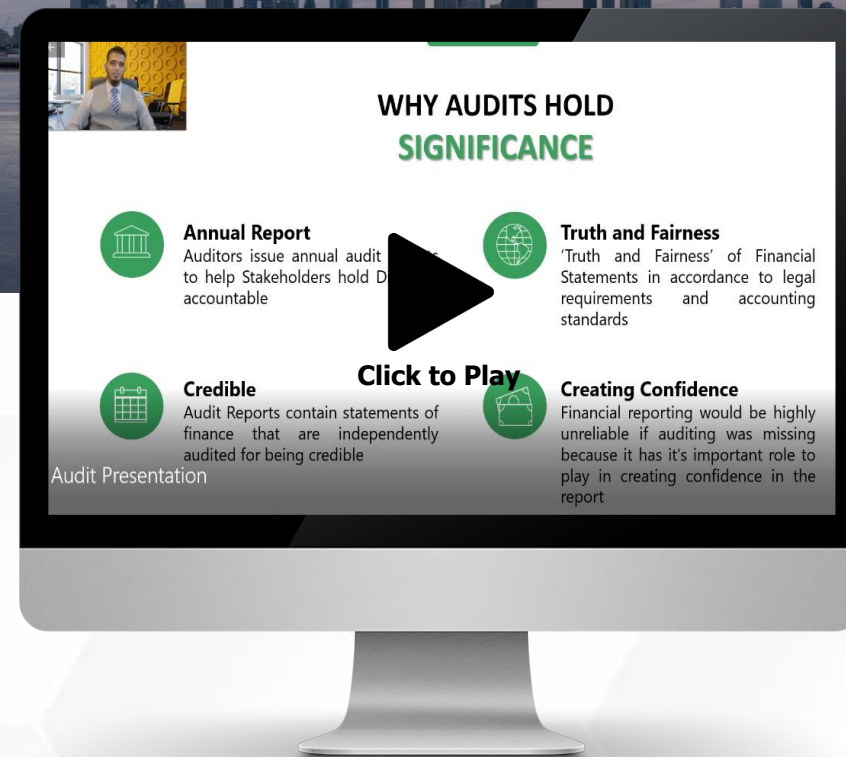 WHY AUDITS HOLD
SIGNIFICANCE
Annual Report
Auditors issue annual audit
to help Stakeholders hold
accountable
Truth and Fairness
'Truth and Fairness' of Financial
Statements in accordance to legal
requirements and accounting
standards
Click to Play
Credible
Audit Reports contain statements of
finance that are independently
audited for being credible
Creating Confidence
Financial reporting would be highly
unreliable if auditing was missing
because it has it's important role to
play in creating confidence in the
report
Audit Presentation